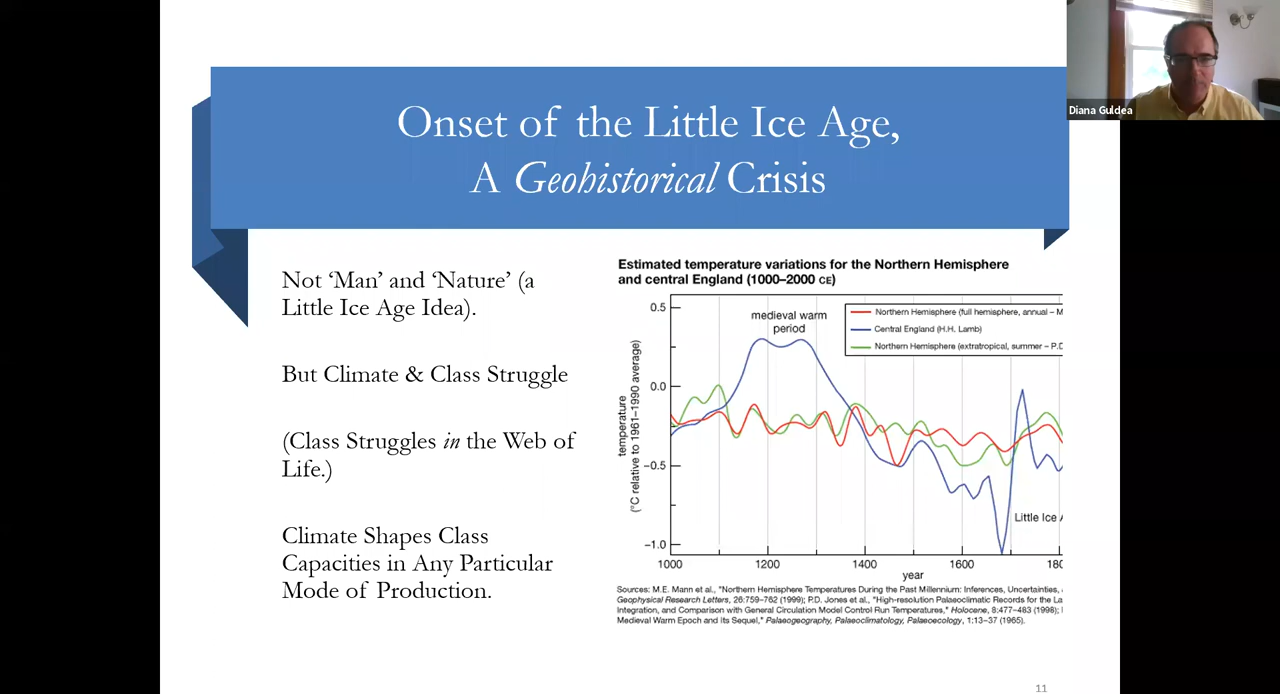 Onset of the Little Ice Age,
A Geohistorical Crisis
Diana Guldea
Not ‘Man’ and ‘Nature’ (a
Little Ice Age Idea).
But Climate & Class Struggle
(Class Struggles in the Web of
Life.)
Climate Shapes Class
Capacities in Any Particular
Mode of Production.
Estimated temperature variations for the Northern Hemisphere
and central England (1000–2000 CE)
0.5
0.0
−0.5
−1.0
temperature
(°C relative to 1961–1990 average)
medieval warm
period
Northern Hemisphere (full hemisphere, annual – M
Central England (H.H. Lamb)
Northern Hemisphere (extratropical, summer – P.D
Little Ice A
1000
1200
1400
1600
180
year
Sources: M.E. Mann et al., "Northern Hemisphere Temperatures During the Past Millennium: Inferences, Uncertainties,
Geophysical Research Letters, 26:759–762 (1999); P.D. Jones et al., "High-resolution Palaeoclimatic Records for the La
Integration, and Comparison with General Circulation Model Control Run Temperatures," Holocene, 8:477–483 (1998);
Medieval Warm Epoch and Its Sequel," Palaeogeography, Palaeoclimatology, Palaeoecology, 1:13–37 (1965).
11